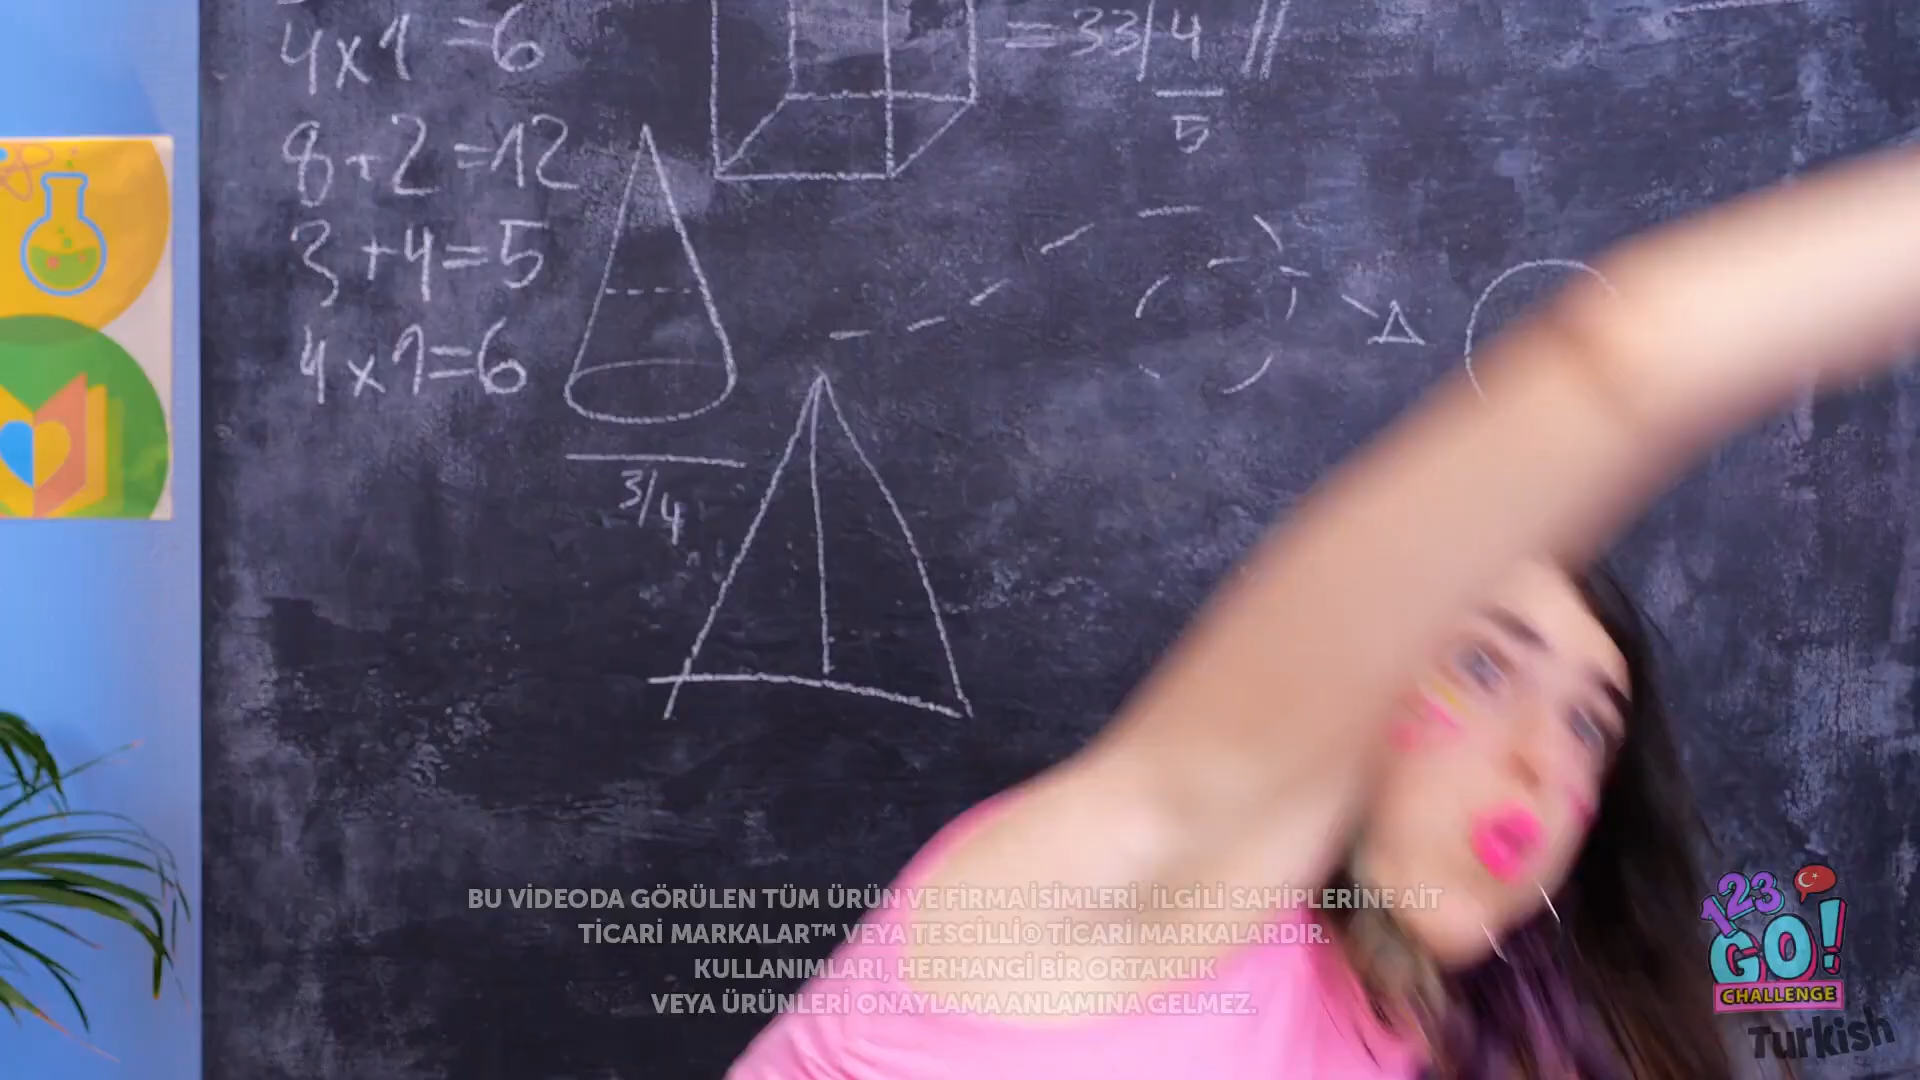 4x1=6
8+2=12
3+4=5
4x1=6
3/4
= 33/4 //
5
BU VİDEODA GÖRÜLEN TÜM ÜRÜN VE FİRMA İSİMLERİ, İLGİLİ SAHİPLERİNE AİT
TİCARİ MARKALAR™ VEYA TESCİLLİ® TİCARİ MARKALARDIR.
KULLANIMLARI, HERHANGİ BİR ORTAKLIK
VEYA ÜRÜNLERİ ONAYLAMA ANLAMINA GELMEZ.
123
GO!
CHALLENGE
Turkish